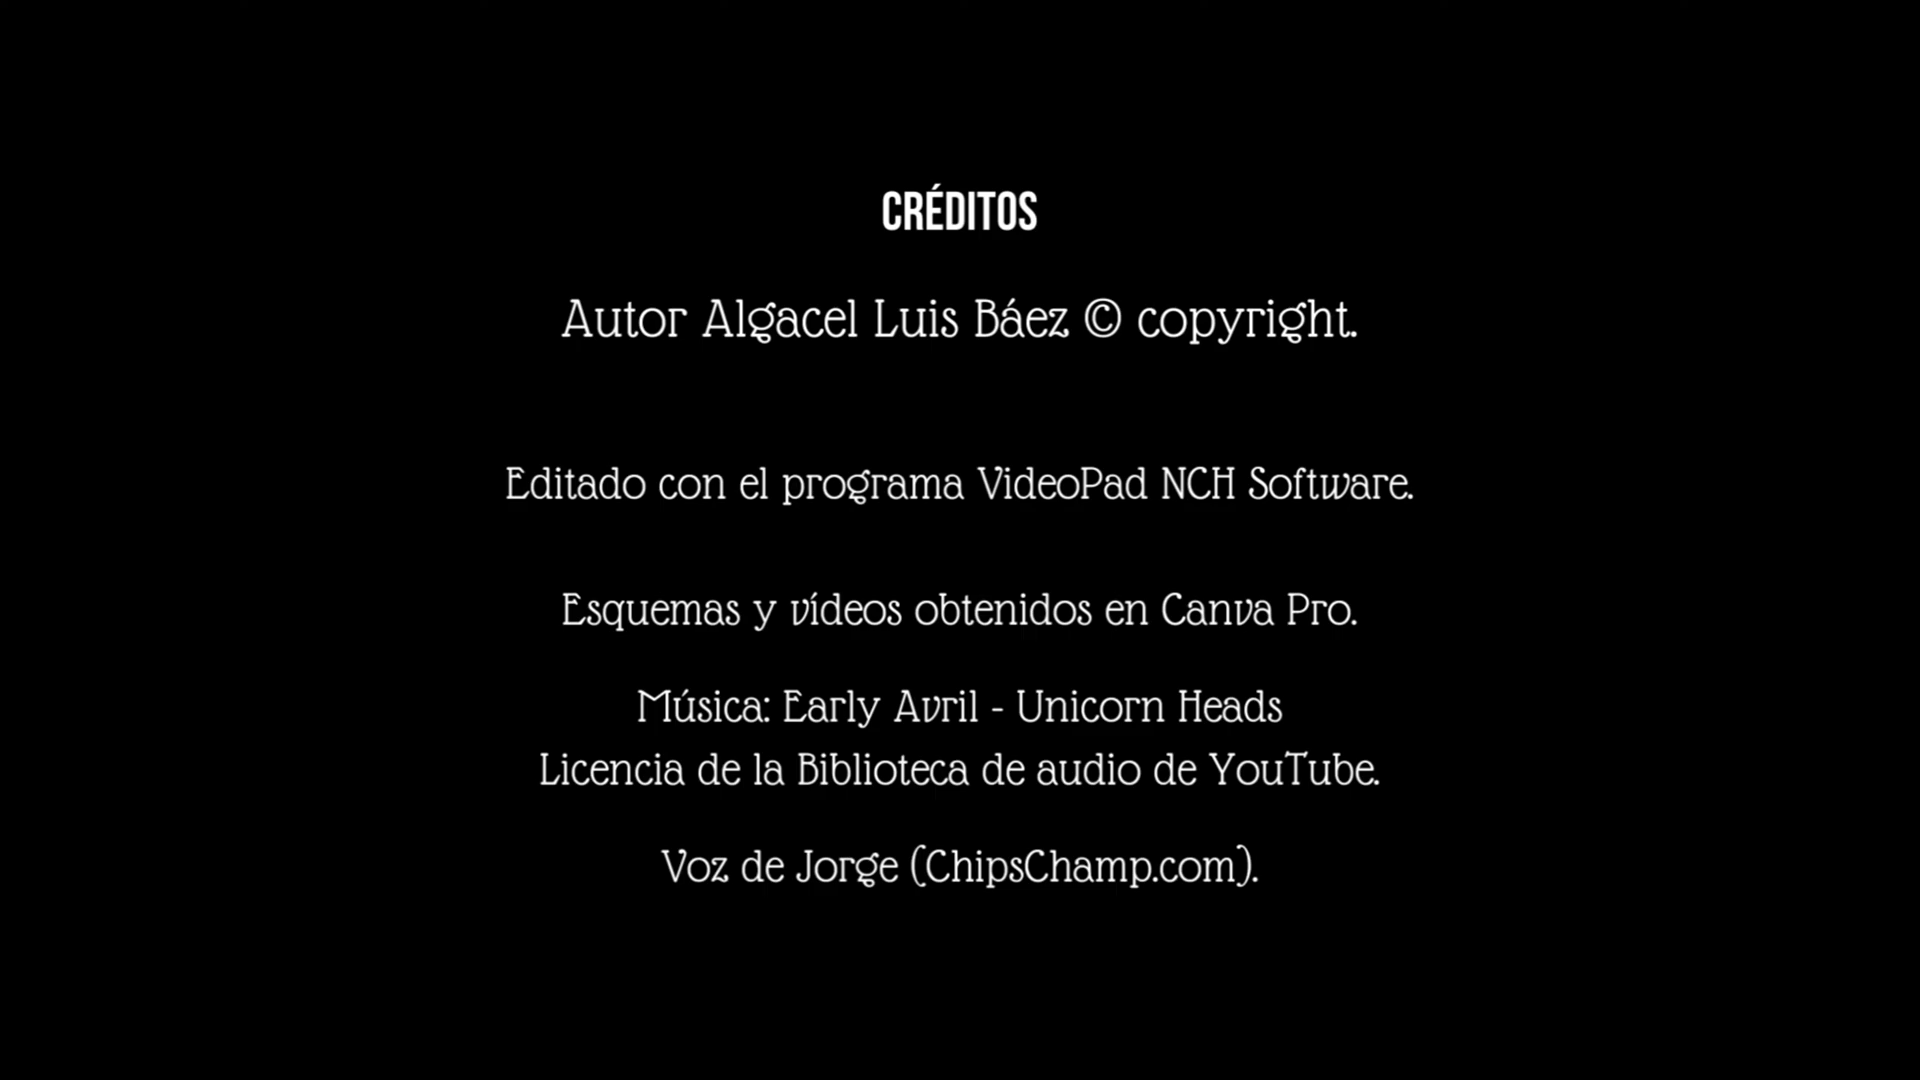 CRÉDITOS
Autor Algacel Luis Báez © copyright.
Editado con el programa VideoPad NCH Software.
Esquemas y vídeos obtenidos en Canva Pro.
Música: Early Avril - Unicorn Heads
Licencia de la Biblioteca de audio de YouTube.
Voz de Jorge (ChipsChamp.com).